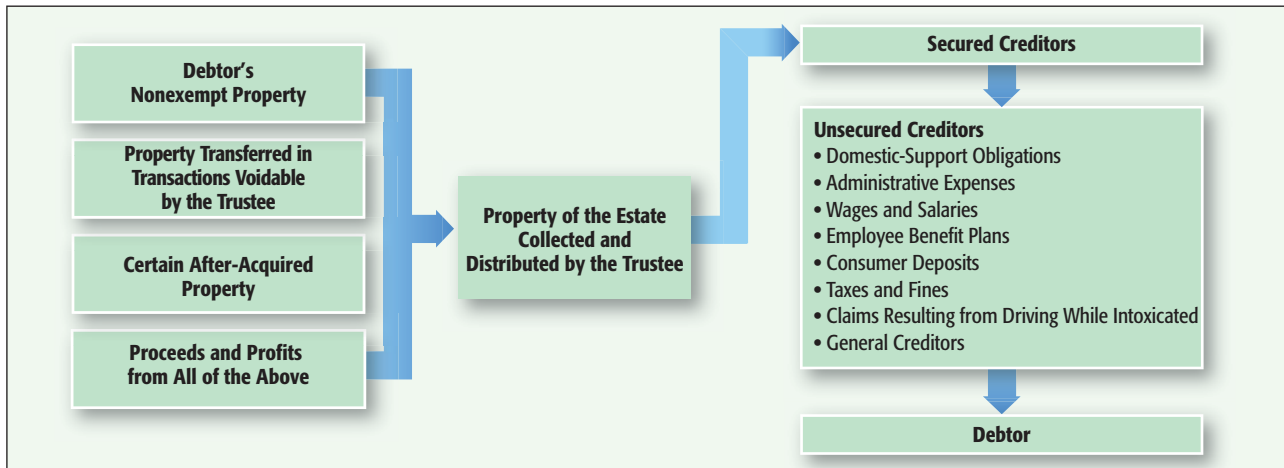 Debtor's
Nonexempt Property
Property Transferred in
Transactions Voidable
by the Trustee
Certain After-Acquired
Property
Proceeds and Profits
from All of the Above
Property of the Estate
Collected and
Distributed by the Trustee
Secured Creditors
Unsecured Creditors
• Domestic-Support Obligations
• Administrative Expenses
• Wages and Salaries
• Employee Benefit Plans
• Consumer Deposits
• Taxes and Fines
• Claims Resulting from Driving While Intoxicated
• General Creditors
Debtor